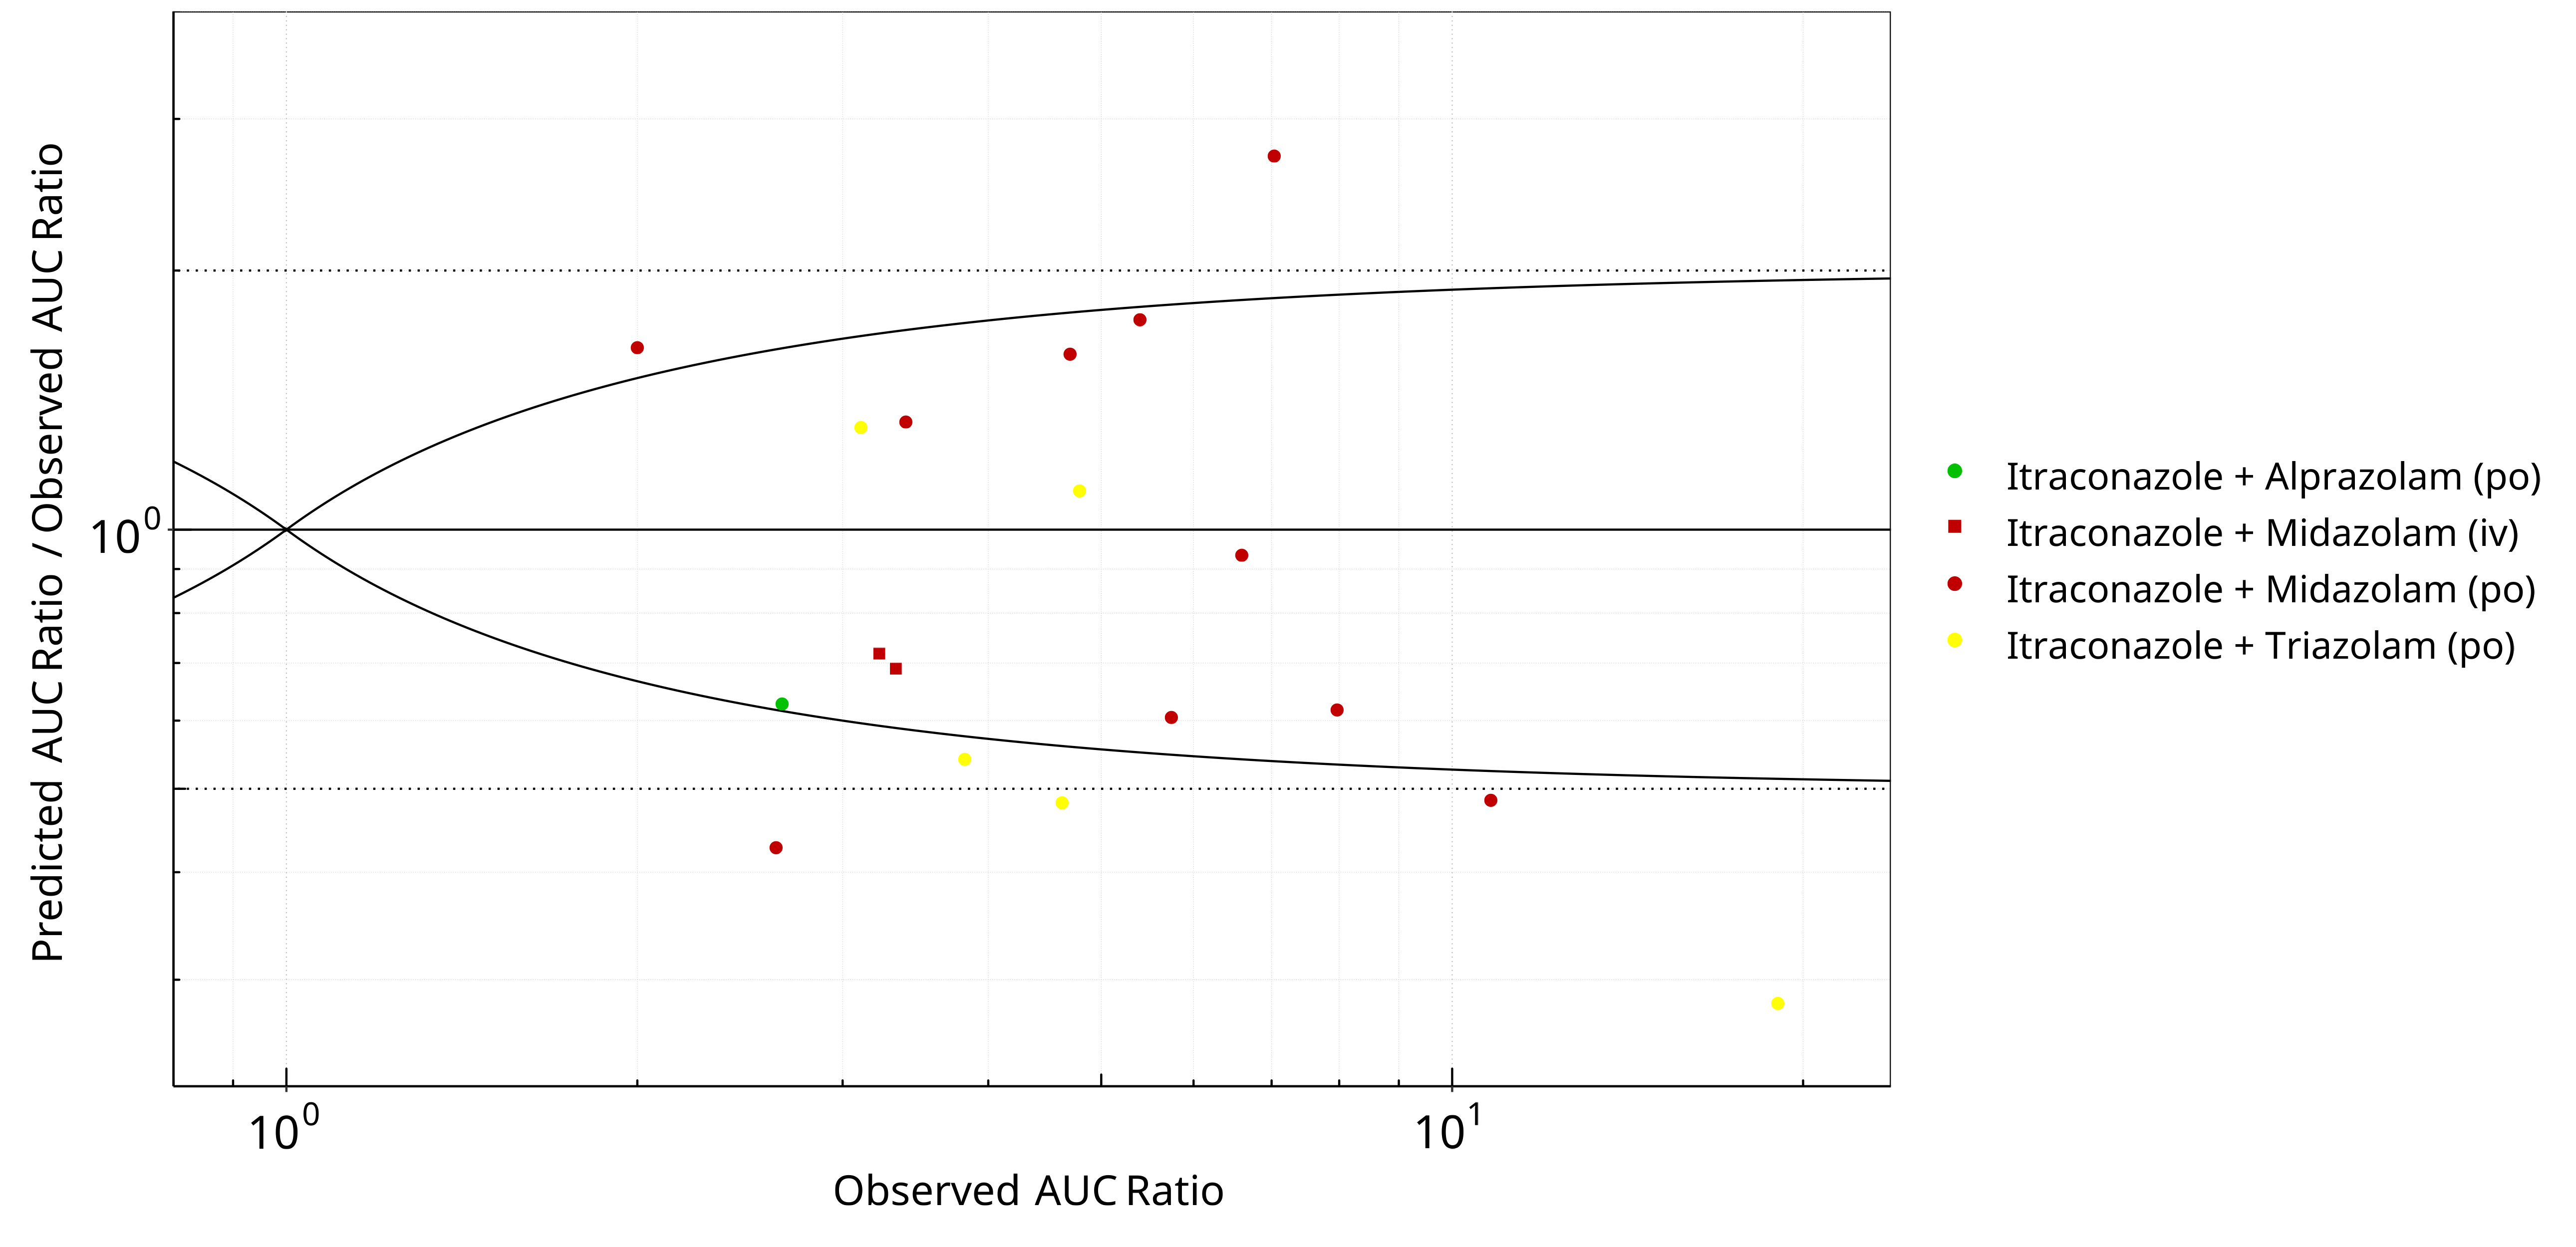 Predicted AUC Ratio / Observed AUC Ratio
10^0
10^0
10^1
Observed AUC Ratio
Itraconazole + Alprazolam (po)
Itraconazole + Midazolam (iv)
Itraconazole + Midazolam (po)
Itraconazole + Triazolam (po)